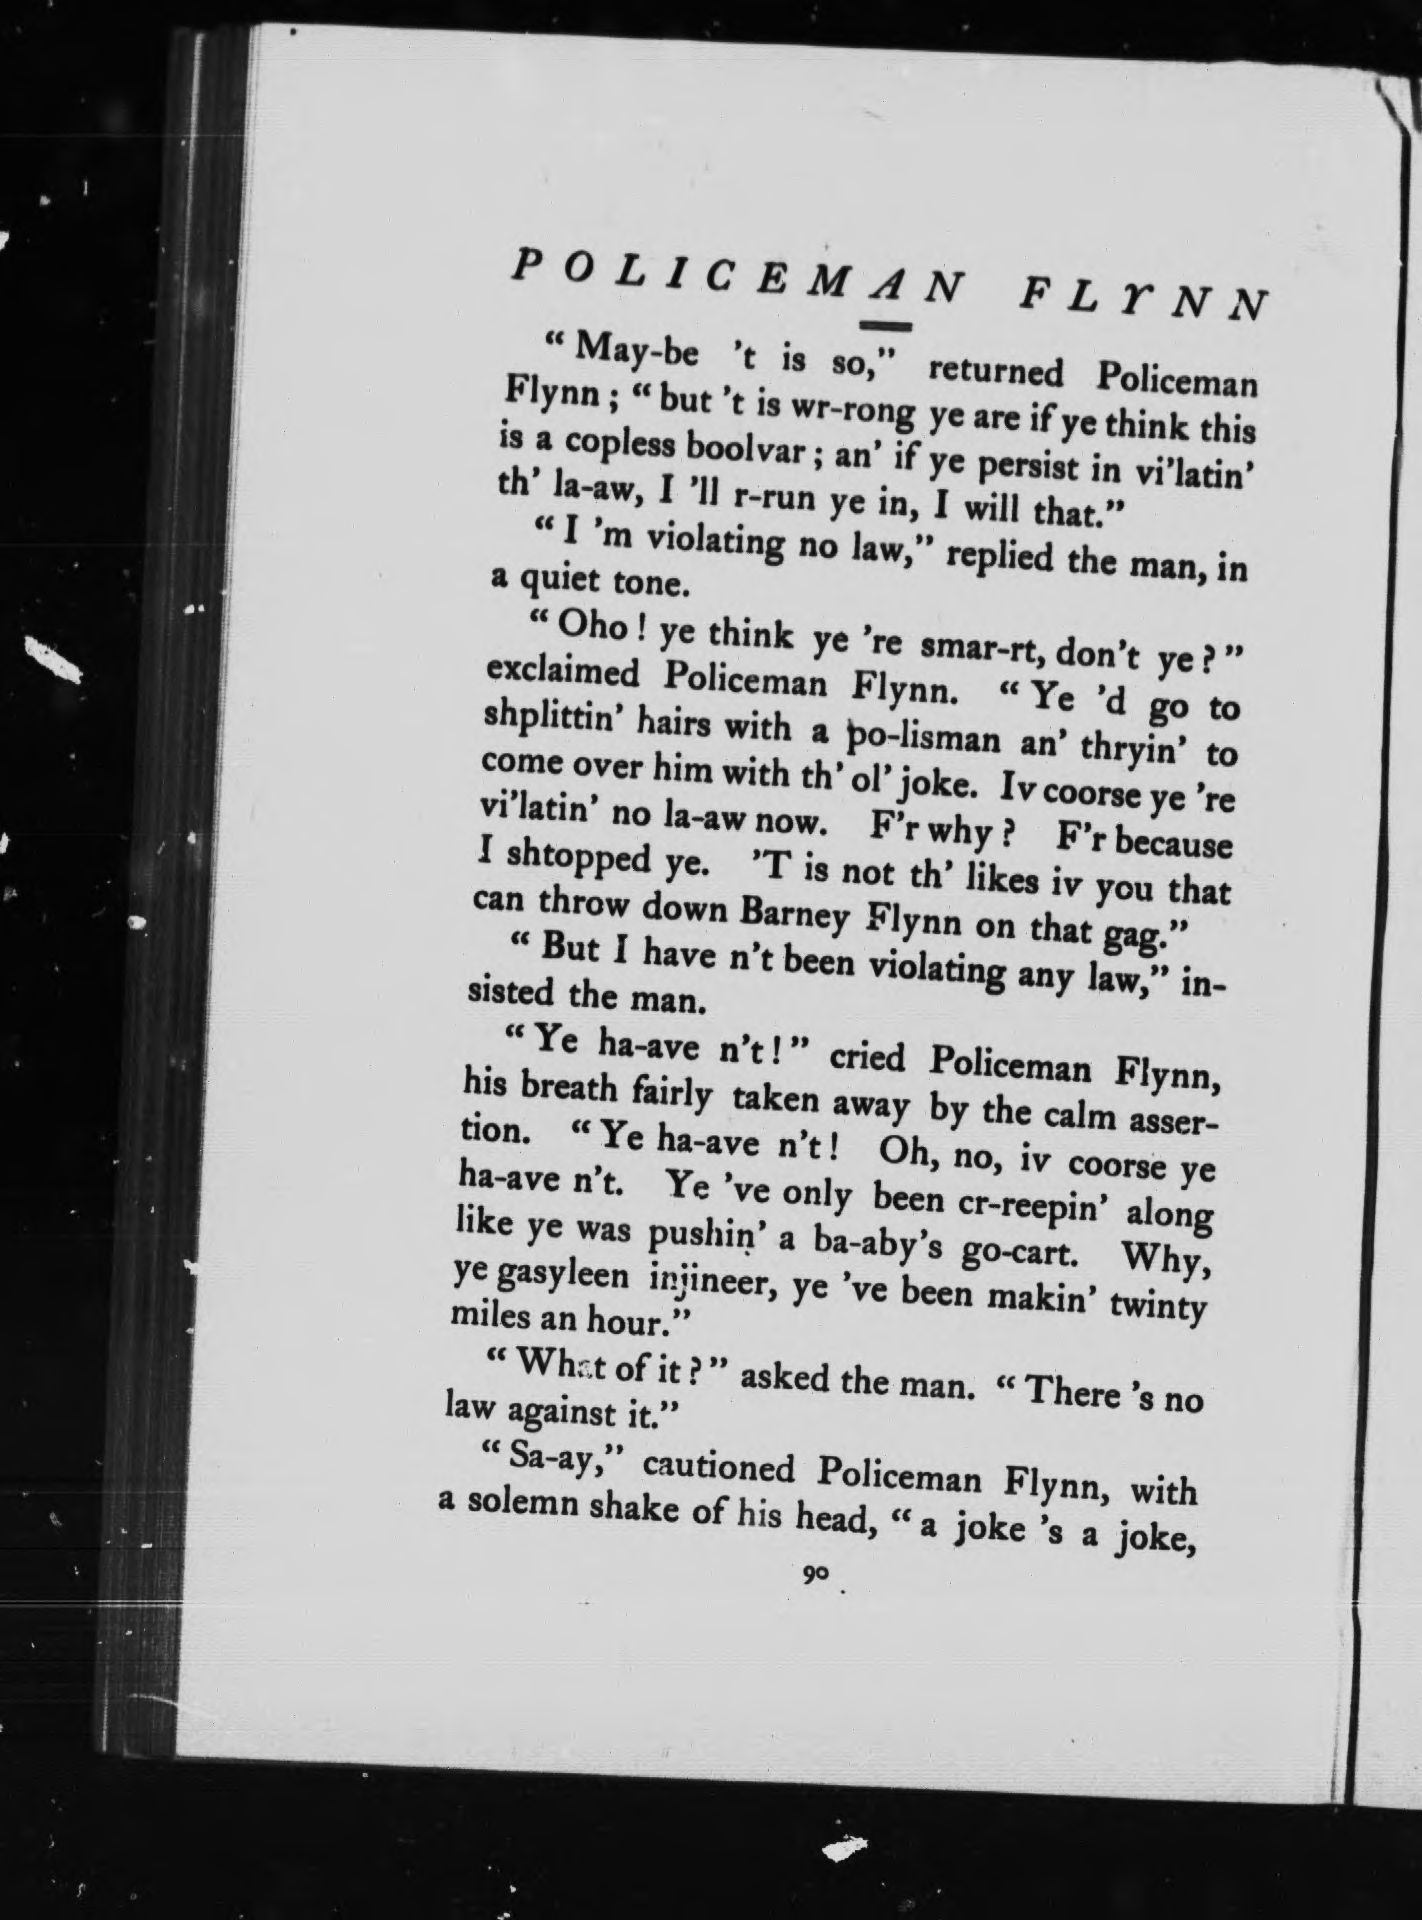 POLICEMAN FLYNN
“ May-be ’t is so,” returned Policeman
Flynn ; “ but ’t is wr-rong ye are if ye think this
is a copless boolvar ; an’ if ye persist in vi’latin’
th’ la-aw, I ’ll r-run ye in, I will that.”
“ I ’m violating no law,” replied the man, in
a quiet tone.
“ Oho ! ye think ye ’re smar-rt, don’t ye ? ”
exclaimed Policeman Flynn. “ Ye ’d go to
shplittin’ hairs with a po-lisman an’ thryin’ to
come over him with th’ ol’ joke. Iv coorse ye ’re
vi’latin’ no la-aw now. F’r why ? F’r because
I shtopped ye. ’T is not th’ likes iv you that
can throw down Barney Flynn on that gag.”
“ But I have n’t been violating any law,” in-
sisted the man.
“ Ye ha-ave n’t ! ” cried Policeman Flynn,
his breath fairly taken away by the calm asser-
tion. “ Ye ha-ave n’t ! Oh, no, iv coorse ye
ha-ave n’t. Ye ’ve only been cr-reepin’ along
like ye was pushin’ a ba-aby’s go-cart. Why,
ye gasyleen injineer, ye ’ve been makin’ twinty
miles an hour.”
“ What of it ? ” asked the man. “ There ’s no
law against it.”
“ Sa-ay,” cautioned Policeman Flynn, with
a solemn shake of his head, “ a joke ’s a joke,
90